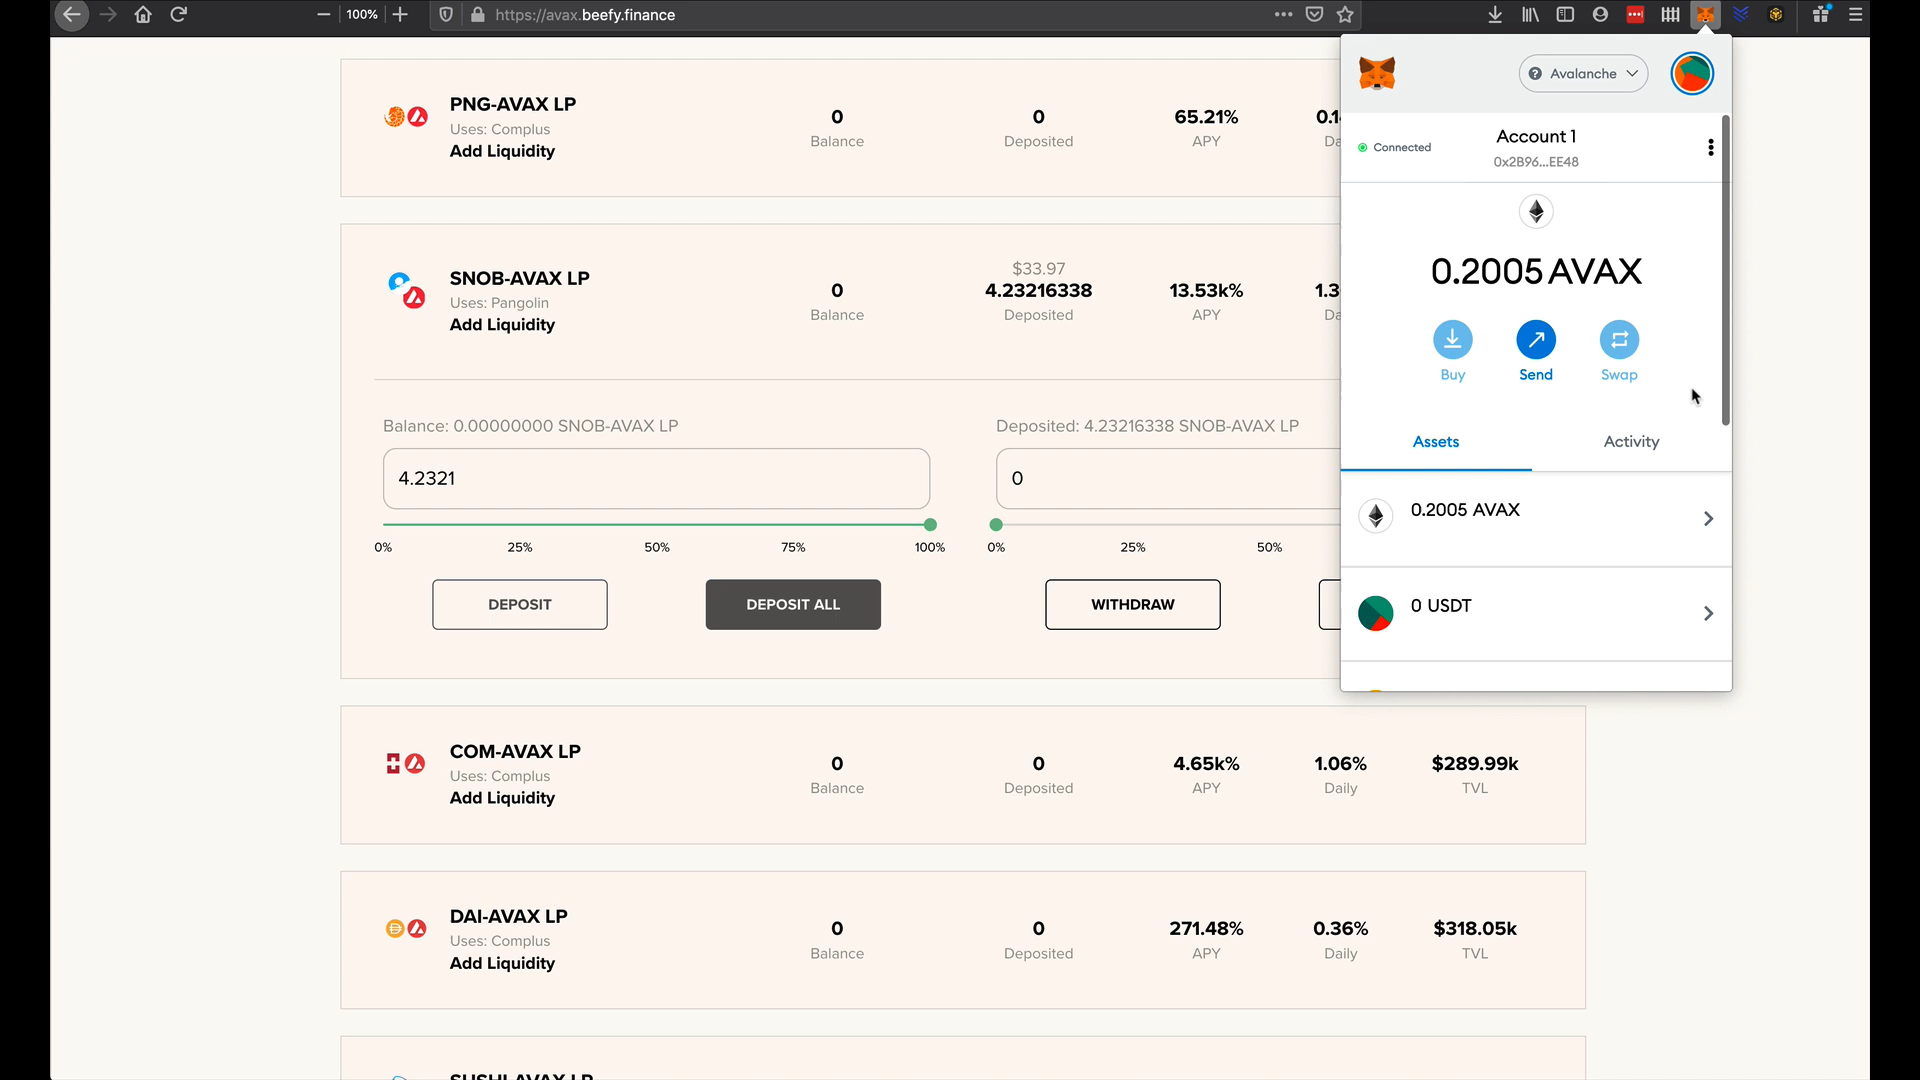 100%
https://avax.beefy.finance
PNG-AVAX LP
Uses: Complus
Add Liquidity
0
Balance
0
Deposited
65.21%
APY
SNOB-AVAX LP
Uses: Pangolin
Add Liquidity
0
Balance
$33.97
4.23216338
Deposited
13.53k%
APY
Balance: 0.00000000 SNOB-AVAX LP
4.2321
0%
25%
50%
75%
100%
DEPOSIT
DEPOSIT ALL
Deposited: 4.23216338 SNOB-AVAX LP
0
0%
25%
50%
WITHDRAW
COM-AVAX LP
Uses: Complus
Add Liquidity
0
Balance
0
Deposited
4.65k%
APY
1.06%
Daily
$289.99k
TVL
DAI-AVAX LP
Uses: Complus
Add Liquidity
0
Balance
0
Deposited
271.48%
APY
0.36%
Daily
$318.05k
TVL
Avalanche
Connected
Account 1
0x2B96...EE48
0.2005 AVAX
Buy
Send
Swap
Assets
Activity
0.2005 AVAX
0 USDT